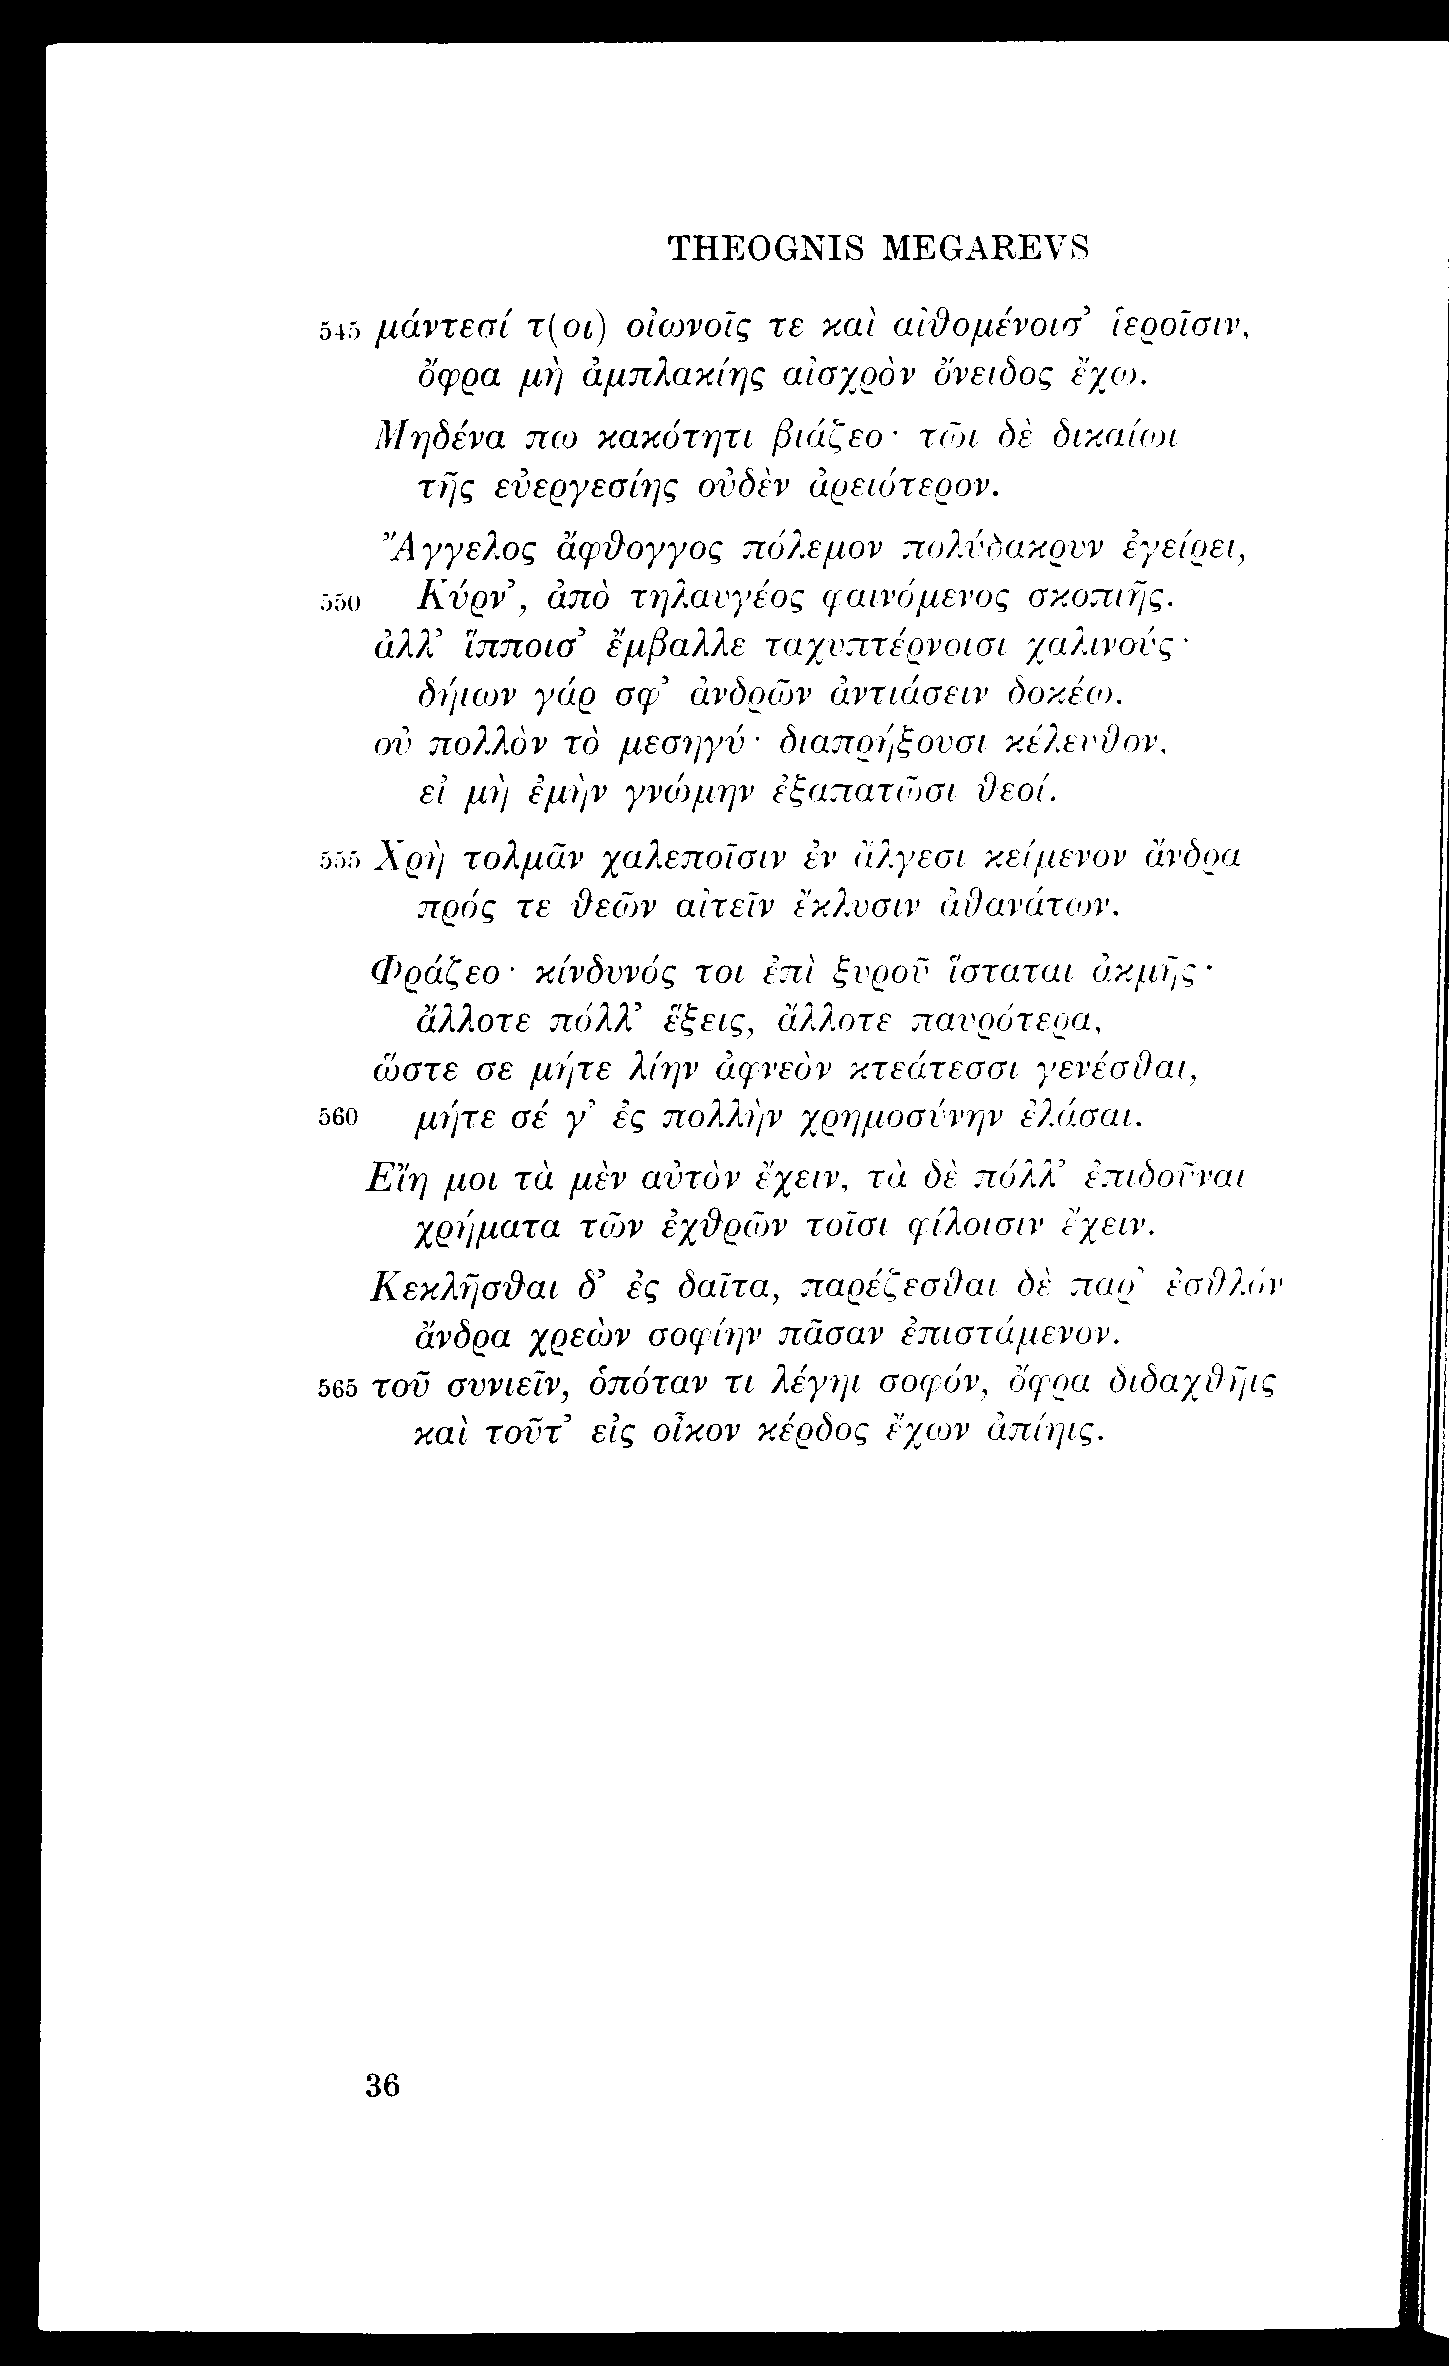 THEOGNIS MEGAREVS
545 μάντεσί τ(οι) οἰωνοῖς τε καὶ αἰθομένοισ’ ἱεροῖσιν,
ὄφρα μὴ ἀμπλακίης αἰσχρὸν ὄνειδος ἔχω.
Μηδένα πω κακότητι βιάζεο· τῶι δὲ δικαίωι
τῆς εὐεργεσίης οὐδὲν ἀρειότερον.
Ἄγγελος ἄφθογγος πόλεμον πολύδακρυν ἐγείρει,
550 Κύρν’, ἀπὸ τηλαυγέος φαινόμενος σκοπιῆς.
ἀλλ’ ἵπποισ’ ἔμβαλλε ταχυπτέρνοισι χαλινούς·
δήιων γάρ σφ’ ἀνδρῶν ἀντιάσειν δοκέω.
οὐ πολλὸν τὸ μεσηγύ· διαπρήξουσι κέλευθον,
εἰ μὴ ἐμὴν γνώμην ἐξαπατῶσι θεοί.
555 Χρὴ τολμᾶν χαλεποῖσιν ἐν ἄλγεσι κείμενον ἄνδρα
πρός τε θεῶν αἰτεῖν ἔκλυσιν ἀθανάτων.
Φράζεο· κίνδυνός τοι ἐπὶ ξυροῦ ἵσταται ἀκμῆς·
ἄλλοτε πόλλ’ ἕξεις, ἄλλοτε παυρότερα,
ὥστε σε μήτε λίην ἀφνεὸν κτεάτεσσι γενέσθαι,
560 μήτε σέ γ’ ἐς πολλὴν χρημοσύνην ἐλάσαι.
Εἴη μοι τὰ μὲν αὐτὸν ἔχειν, τὰ δὲ πόλλ’ ἐπιδοῦναι
χρήματα τῶν ἐχθρῶν τοῖσι φίλοισιν ἔχειν.
Κεκλῆσθαι δ’ ἐς δαῖτα, παρέζεσθαι δὲ παρ’ ἐσθλόν
ἄνδρα χρεὼν σοφίην πᾶσαν ἐπιστάμενον.
565 τοῦ συνιεῖν, ὁπόταν τι λέγηι σοφόν, ὄφρα διδαχθῆις
καὶ τοῦτ’ εἰς οἶκον κέρδος ἔχων ἀπίηις.
36